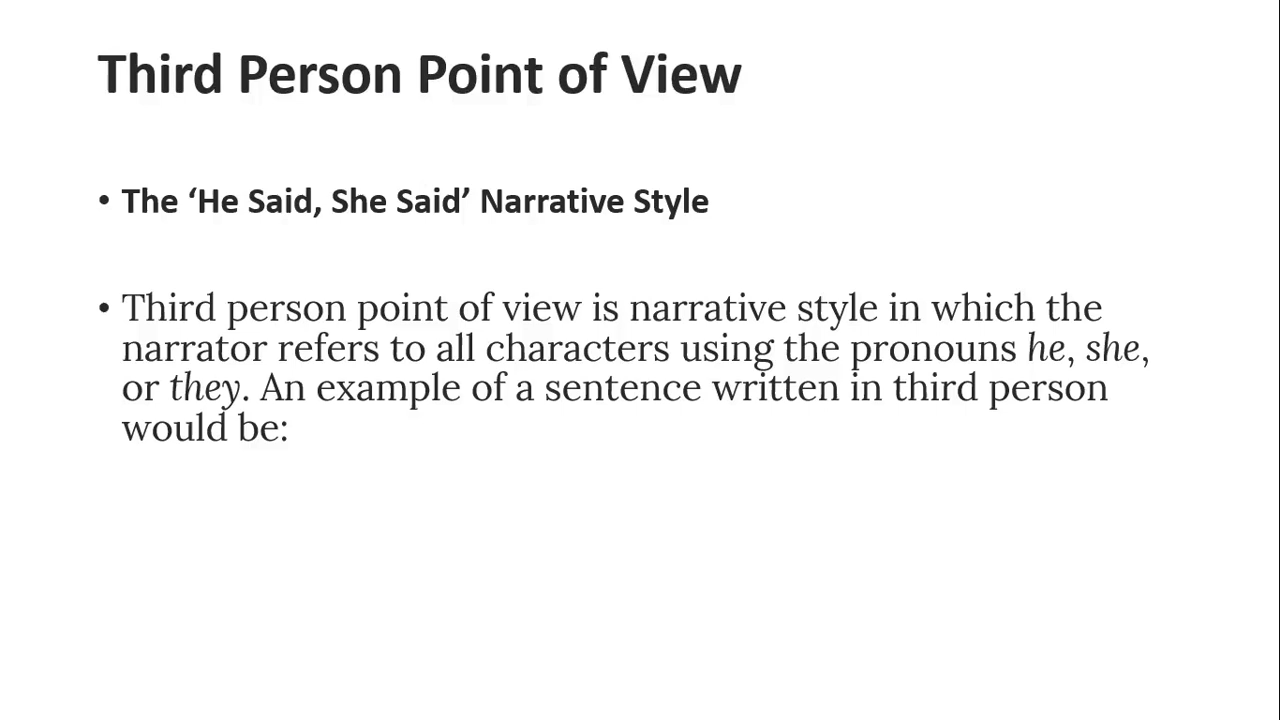 Third Person Point of View
• The ‘He Said, She Said’ Narrative Style
• Third person point of view is narrative style in which the
narrator refers to all characters using the pronouns he, she,
or they. An example of a sentence written in third person
would be: